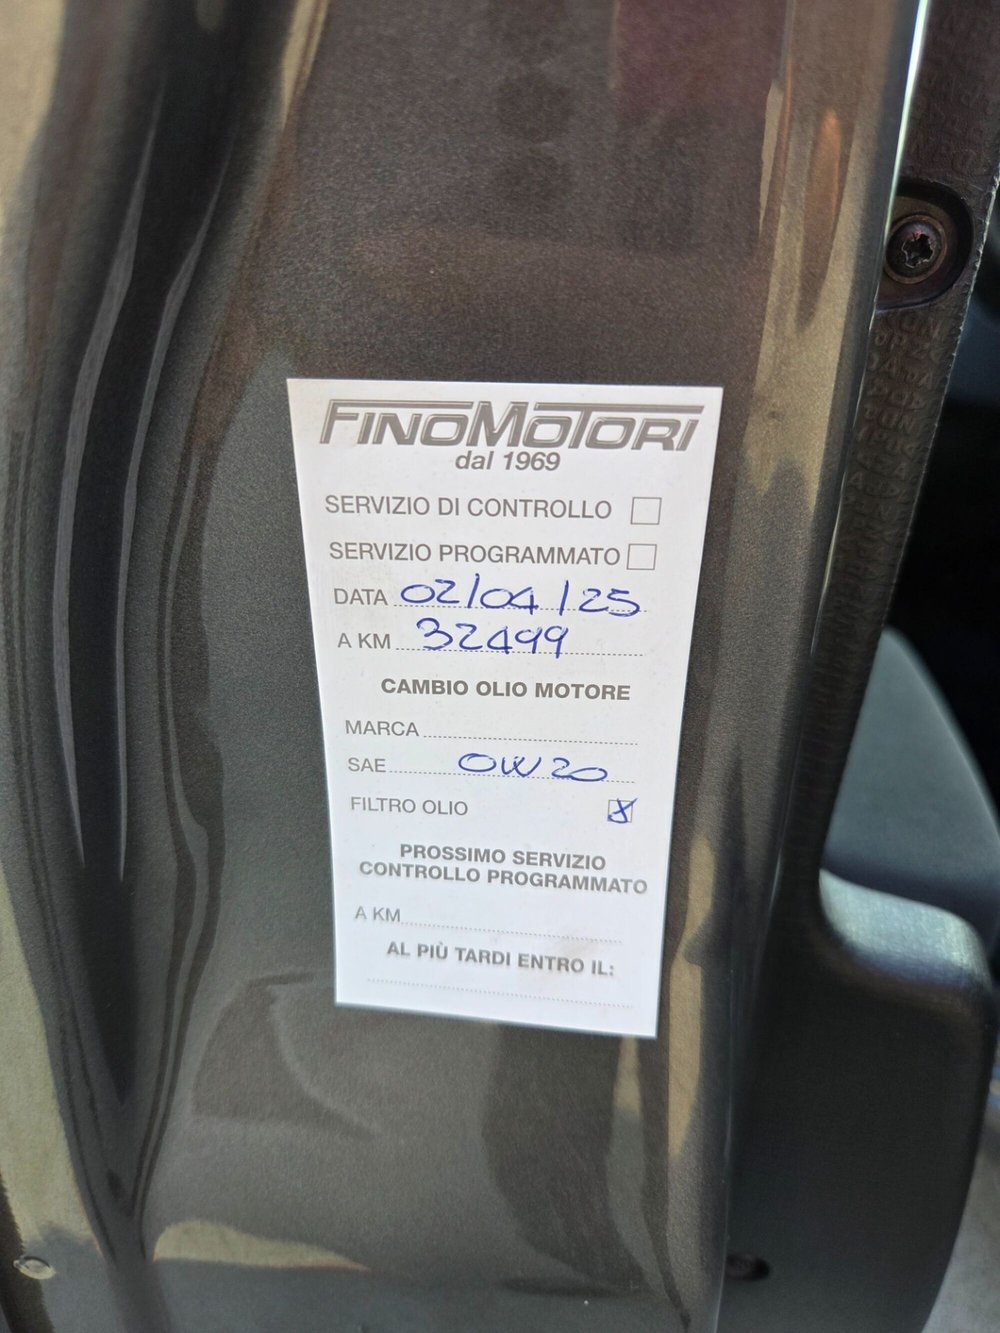 FINOMOTORI
dal 1969
SERVIZIO DI CONTROLLO
SERVIZIO PROGRAMMATO
DATA 02/04/25
A KM 32499
CAMBIO OLIO MOTORE
MARCA
SAE 0W20
FILTRO OLIO X
PROSSIMO SERVIZIO
CONTROLLO PROGRAMMATO
A KM
AL PIÙ TARDI ENTRO IL: